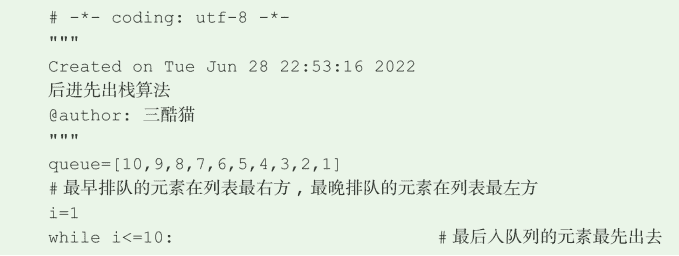 # -*- coding: utf-8 -*-
"""
Created on Tue Jun 28 22:53:16 2022
后进先出栈算法
@author: 三酷猫
"""
queue=[10,9,8,7,6,5,4,3,2,1]
# 最早排队的元素在列表最右方，最晚排队的元素在列表最左方
i=1
while i<=10: # 最后入队列的元素最先出去